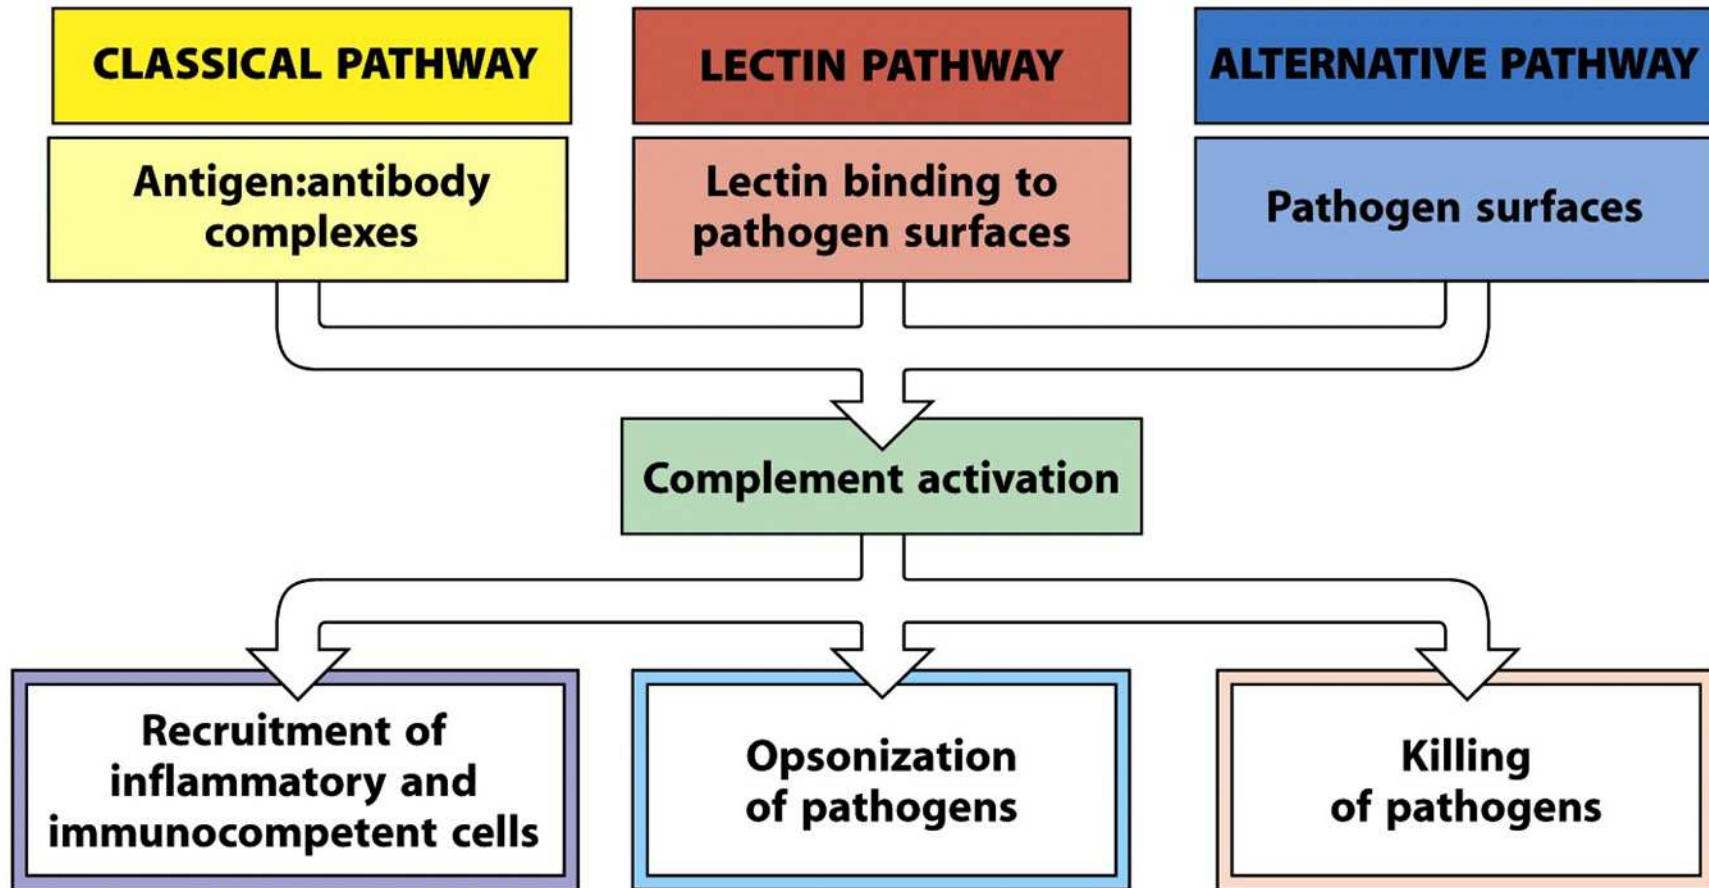 CLASSICAL PATHWAY
LECTIN PATHWAY
ALTERNATIVE PATHWAY
Antigen:antibody
complexes
Lectin binding to
pathogen surfaces
Pathogen surfaces
Complement activation
Recruitment of
inflammatory and
immunocompetent cells
Opsonization
of pathogens
Killing
of pathogens